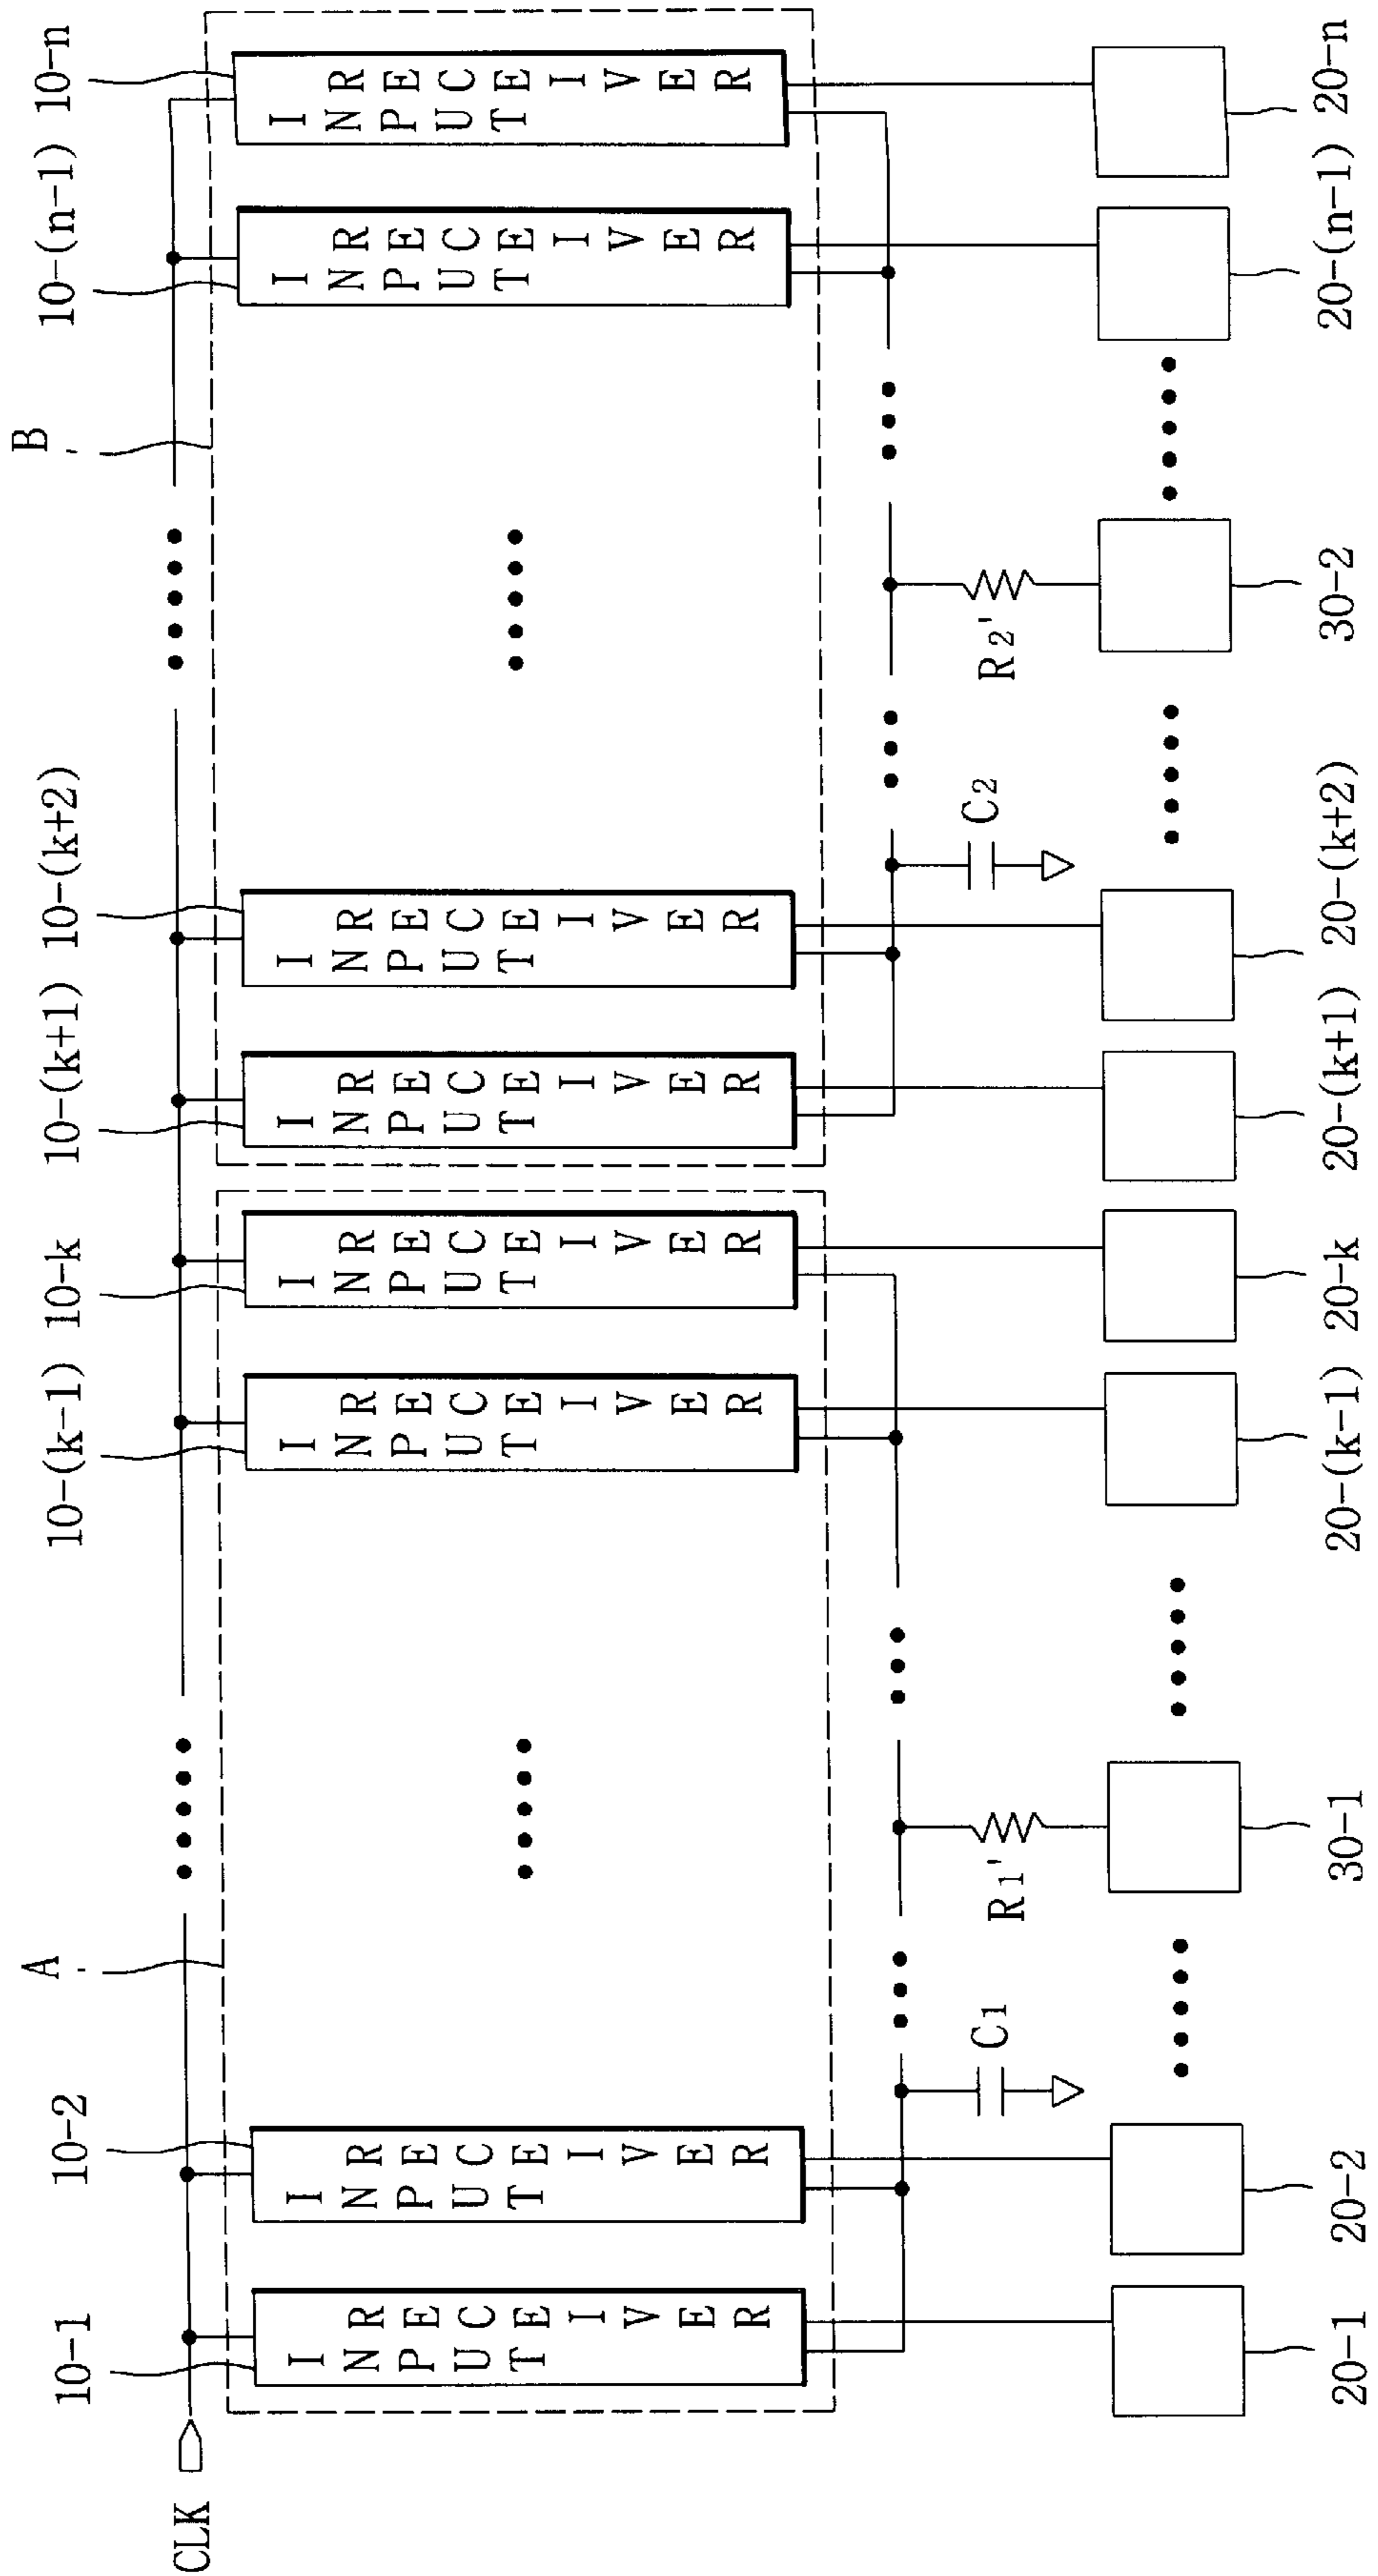 A
B
10-1
10-2
10-(k-1)
10-k
10-(k+1)
10-(k+2)
10-(n-1)
10-n
CLK
INPUT
RECEIVER
INPUT
RECEIVER
INPUT
RECEIVER
INPUT
RECEIVER
INPUT
RECEIVER
INPUT
RECEIVER
INPUT
RECEIVER
INPUT
RECEIVER
C1
R1'
C2
R2'
20-1
20-2
30-1
20-(k-1)
20-k
20-(k+1)
20-(k+2)
30-2
20-(n-1)
20-n